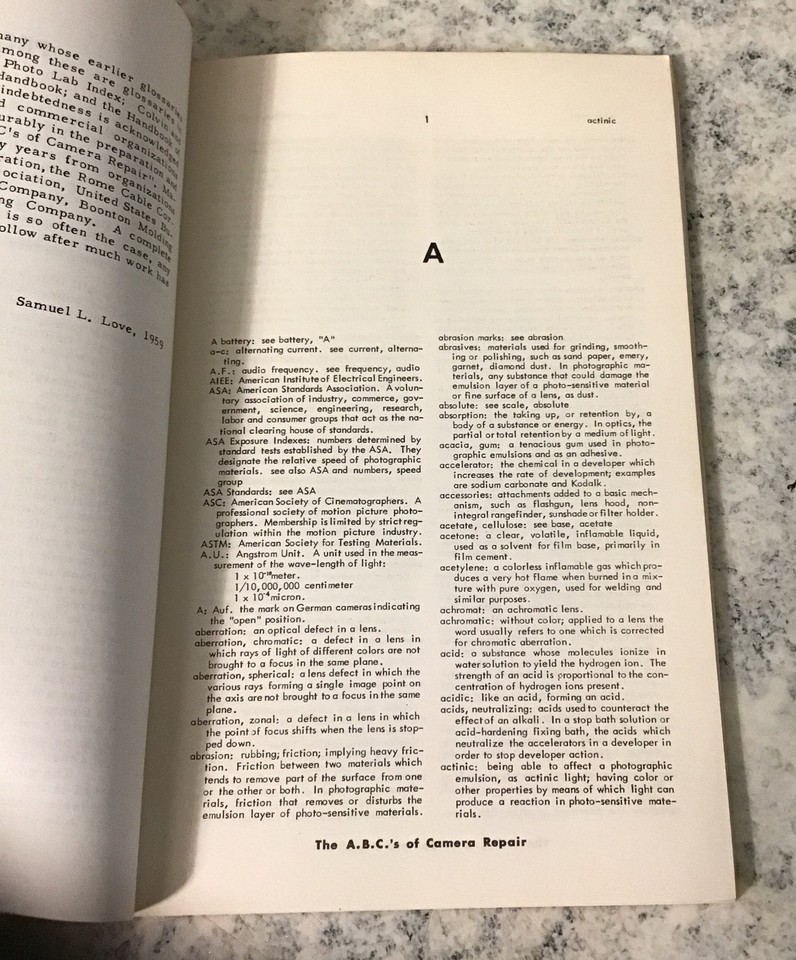 many whose earlier glossaries
mong these are glossaries
Photo Lab Index; Colvin and
Handbook; and the Handbook of
indebtedness is acknowledged
d commercial organizations
urably in the preparation and
C's of Camera Repair". Ma-
y years from organizations
ration, the Rome Cable Cor-
ociation, United States Bu-
Company, Boonton Molding
ng Company. A complete
is so often the case, any
ollow after much work has
Samuel L. Love, 1959
1
actinic
A
A battery: see battery, "A"
a-c: alternating current. see current, alterna-
ting.
A.F.: audio frequency. see frequency, audio
AIEE: American Institute of Electrical Engineers.
ASA: American Standards Association. A volun-
tary association of industry, commerce, gov-
ernment, science, engineering, research,
labor and consumer groups that act as the na-
tional clearing house of standards.
ASA Exposure Indexes: numbers determined by
standard tests established by the ASA. They
designate the relative speed of photographic
materials. see also ASA and numbers, speed
group
ASA Standards: see ASA
ASC: American Society of Cinematographers. A
professional society of motion picture photo-
graphers. Membership is limited by strict reg-
ulation within the motion picture industry.
ASTM: American Society for Testing Materials.
A.U.: Angstrom Unit. A unit used in the meas-
surement of the wave-length of light:
1 x 10⁻¹⁰meter.
1/10,000,000 centimeter
1 x 10⁻⁴micron.
A: Auf. the mark on German cameras indicating
the "open" position.
aberration: an optical defect in a lens.
aberration, chromatic: a defect in a lens in
which rays of light of different colors are not
brought to a focus in the same plane.
aberration, spherical: a lens defect in which the
various rays forming a single image point on
the axis are not brought to a focus in the same
plane.
aberration, zonal: a defect in a lens in which
the point of focus shifts when the lens is stop-
ped down.
abrasion: rubbing; friction; implying heavy fric-
tion. Friction between two materials which
tends to remove part of the surface from one
or the other or both. In photographic mate-
rials, friction that removes or disturbs the
emulsion layer of photo-sensitive materials.
abrasion marks: see abrasion
abrasives: materials used for grinding, smooth-
ing or polishing, such as sand paper, emery,
garnet, diamond dust. In photographic ma-
terials, any substance that could damage the
emulsion layer of a photo-sensitive material
or fine surface of a lens, as dust.
absolute: see scale, absolute
absorption: the taking up, or retention by, a
body of a substance or energy. In optics, the
partial or total retention by a medium of light.
acacia, gum: a tenacious gum used in photo-
graphic emulsions and as an adhesive.
accelerator: the chemical in a developer which
increases the rate of development; examples
are sodium carbonate and Kodalk.
accessories: attachments added to a basic mech-
anism, such as flashgun, lens hood, non-
integral rangefinder, sunshade or filter holder.
acetate, cellulose: see base, acetate
acetone: a clear, volatile, inflamable liquid,
used as a solvent for film base, primarily in
film cement.
acetylene: a colorless inflamable gas which pro-
duces a very hot flame when burned in a mix-
ture with pure oxygen, used for welding and
similar purposes.
achromat: an achromatic lens.
achromatic: without color; applied to a lens the
word usually refers to one which is corrected
for chromatic aberration.
acid: a substance whose molecules ionize in
water solution to yield the hydrogen ion. The
strength of an acid is proportional to the con-
centration of hydrogen ions present.
acidic: like an acid, forming an acid.
acids, neutralizing: acids used to counteract the
effect of an alkali. In a stop bath solution or
acid-hardening fixing bath, the acids which
neutralize the accelerators in a developer in
order to stop developer action.
actinic: being able to affect a photographic
emulsion, as actinic light; having color or
other properties by means of which light can
produce a reaction in photo-sensitive mate-
rials.
The A.B.C.'s of Camera Repair